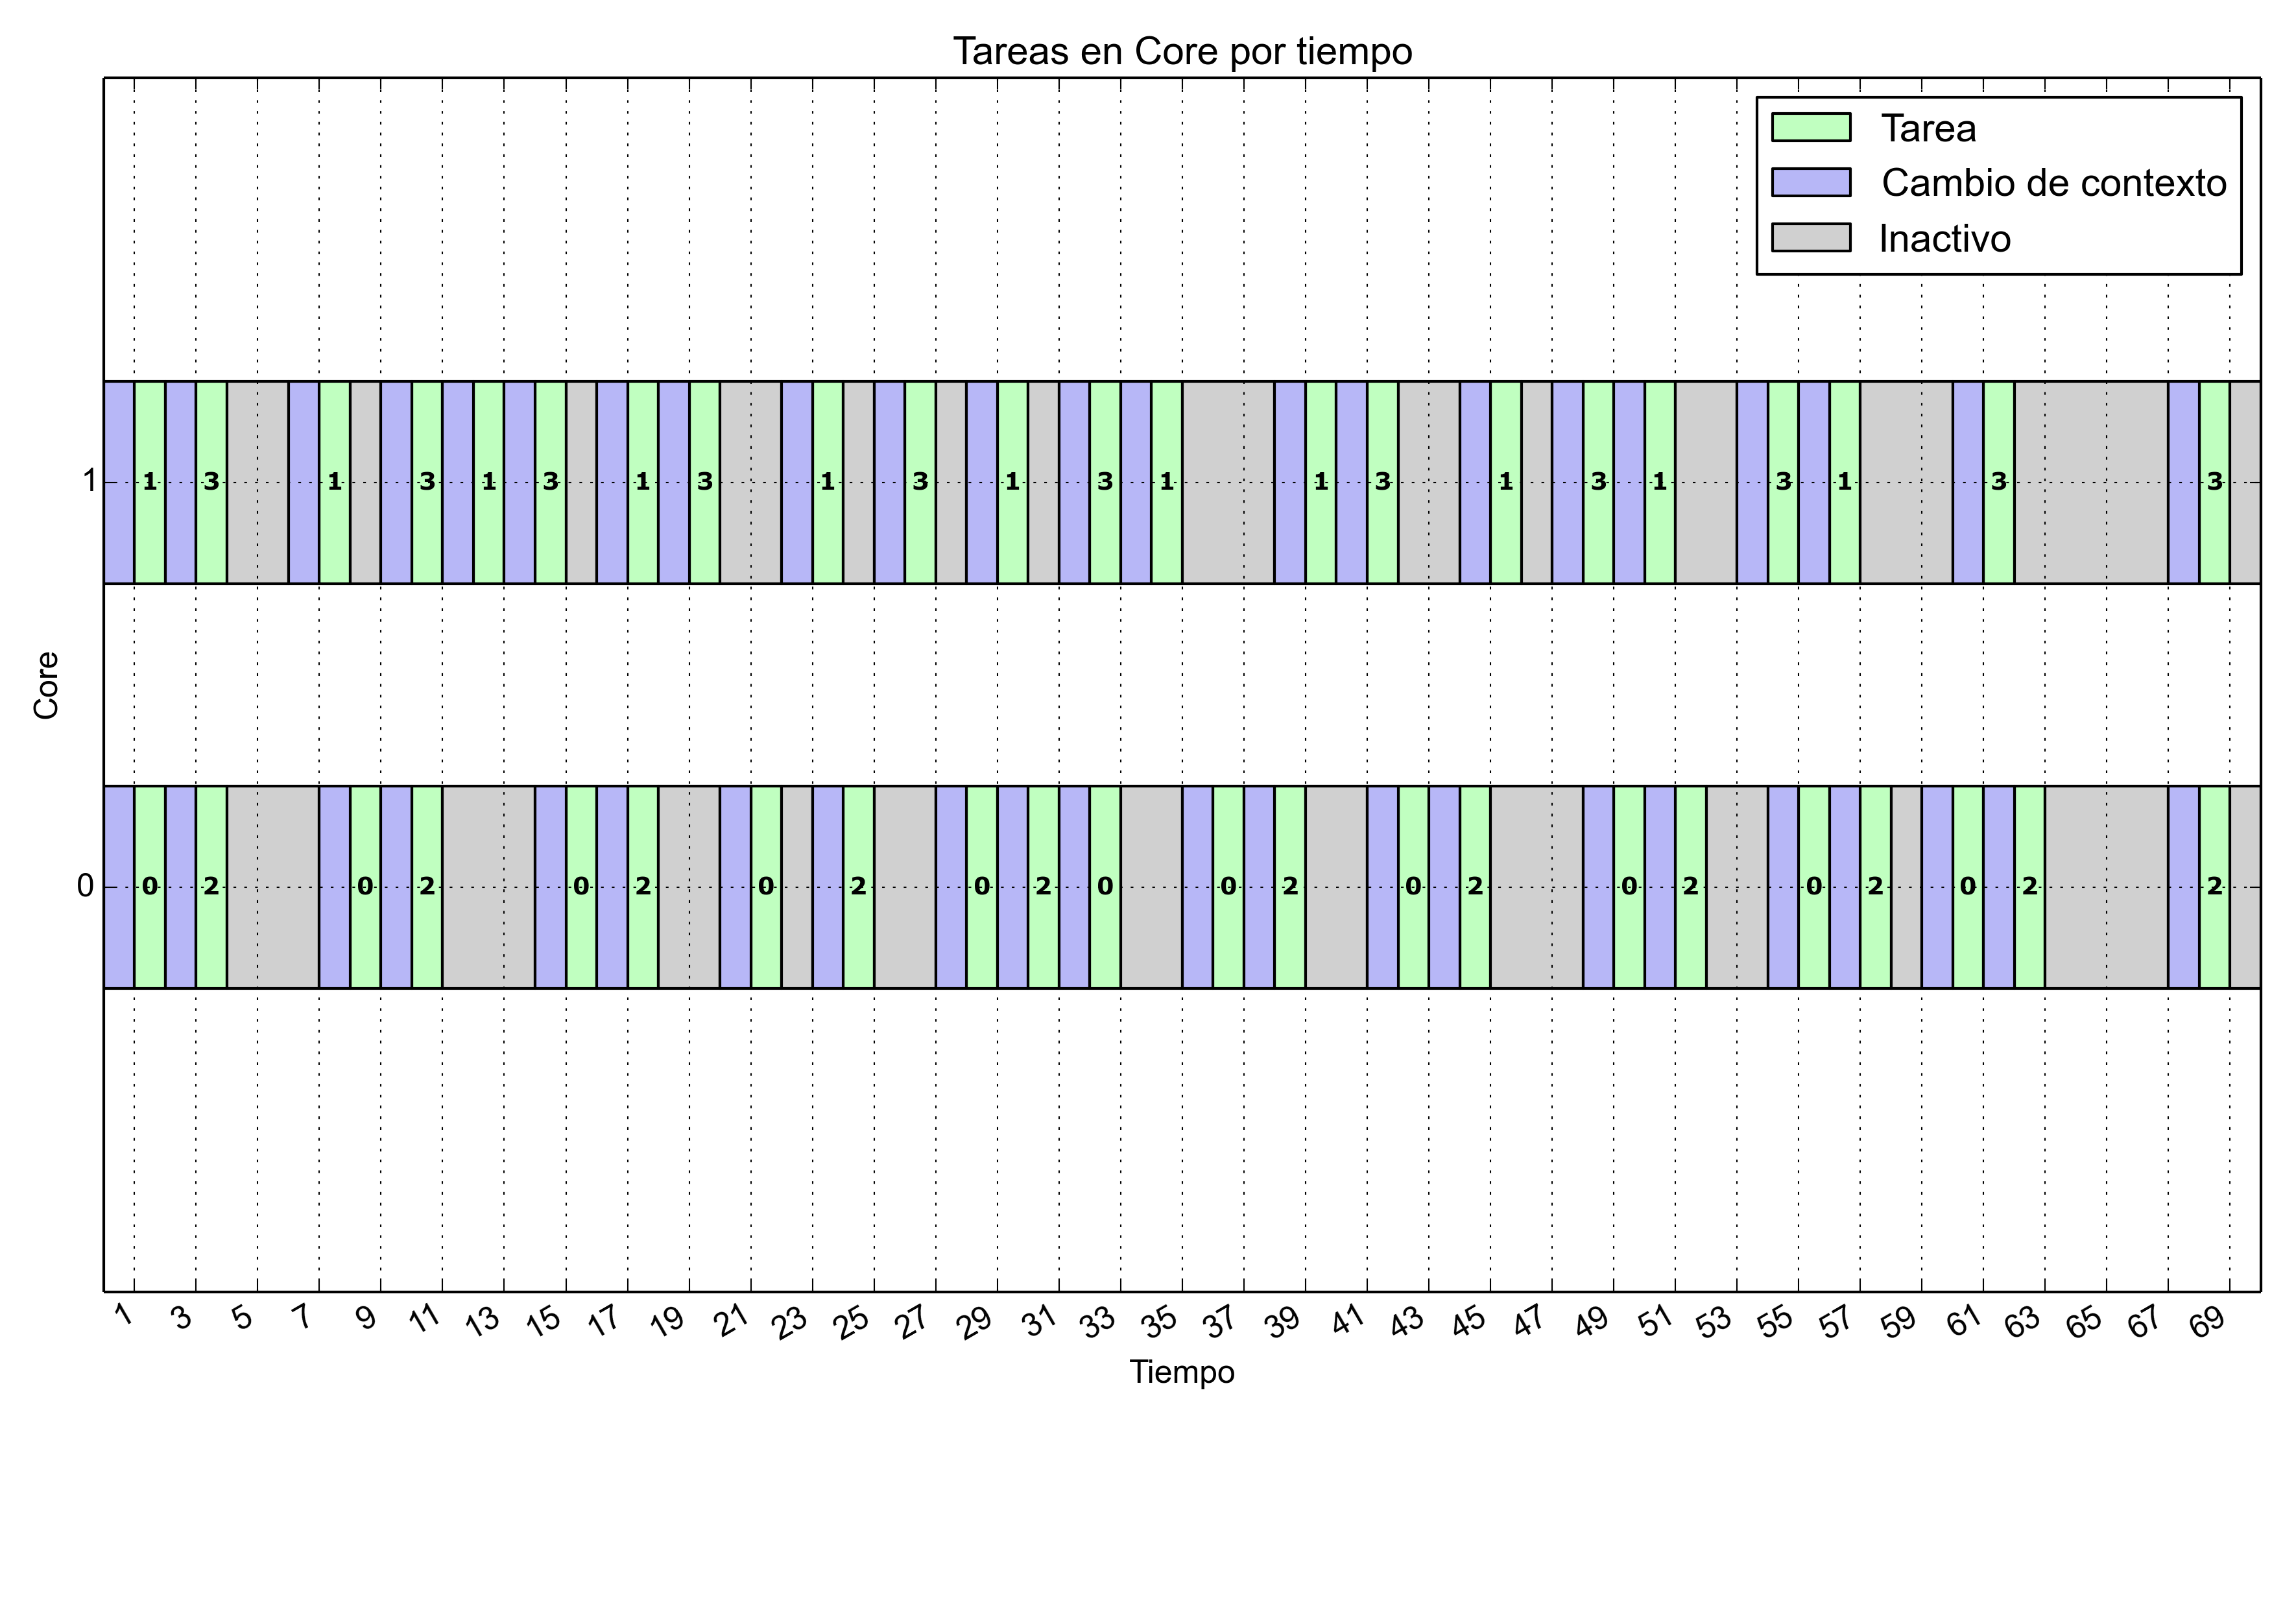 Tareas en Core por tiempo
Tarea
Cambio de contexto
Inactivo
1
1 3 1 3 1 3 1 3 1 3 1 3 1 1 3 1 3 1 3 1 3 3
Core
0
0 2 0 2 0 2 0 2 0 2 0 0 2 0 2 0 2 0 2 0 2 2
1 3 5 7 9 11 13 15 17 19 21 23 25 27 29 31 33 35 37 39 41 43 45 47 49 51 53 55 57 59 61 63 65 67 69
Tiempo